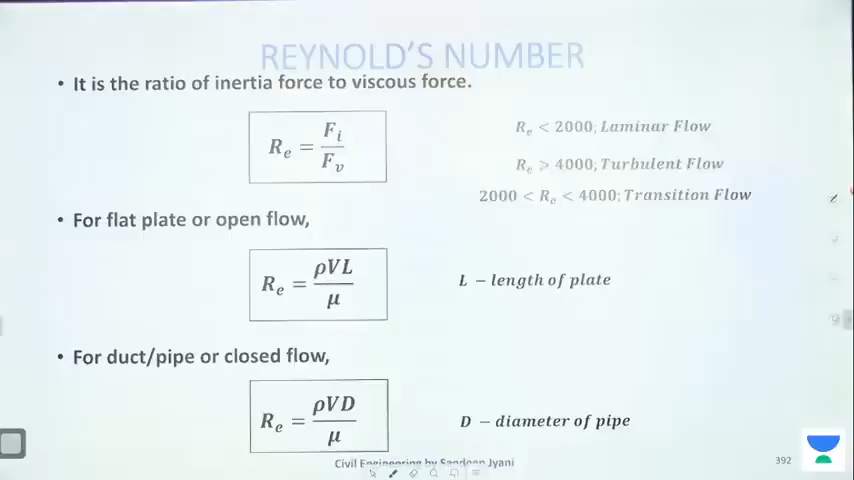 REYNOLD'S NUMBER
• It is the ratio of inertia force to viscous force.
Re = Fi / Fv
Re < 2000; Laminar Flow
Re > 4000; Turbulent Flow
2000 < Re < 4000; Transition Flow
• For flat plate or open flow,
Re = ρVL / μ
L − length of plate
• For duct/pipe or closed flow,
Re = ρVD / μ
D − diameter of pipe
Civil Engineering by Sandeep Jyani
392